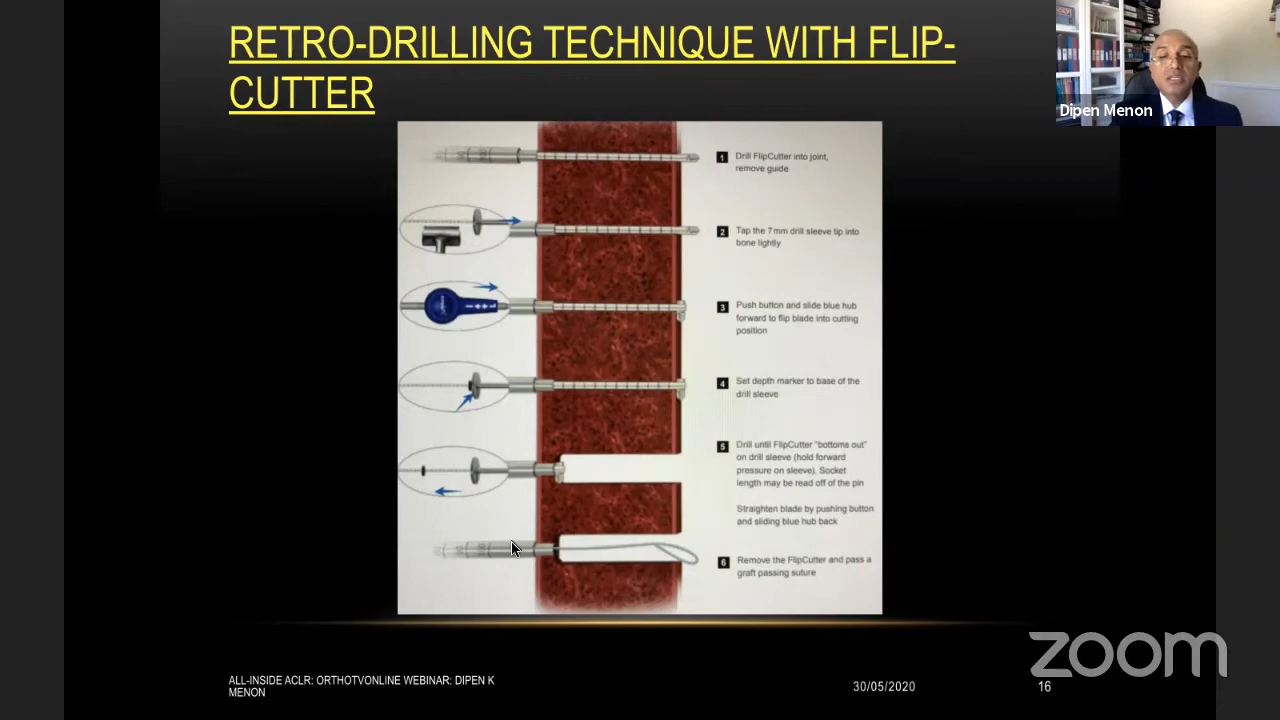 RETRO-DRILLING TECHNIQUE WITH FLIP-
CUTTER
Dipen Menon
1 Drill FlipCutter into joint,
remove guide
2 Tap the 7 mm drill sleeve tip into
bone lightly
3 Push button and slide blue hub
forward to flip blade into cutting
position
4 Set depth marker to base of the
drill sleeve
5 Drill until FlipCutter "bottoms out"
on drill sleeve (hold forward
pressure on sleeve). Socket
length may be read off of the pin
Straighten blade by pushing button
and sliding blue hub back
6 Remove the FlipCutter and pass a
graft passing suture
zoom
ALL-INSIDE ACLR: ORTHOTVONLINE WEBINAR: DIPEN K
MENON
30/05/2020
16